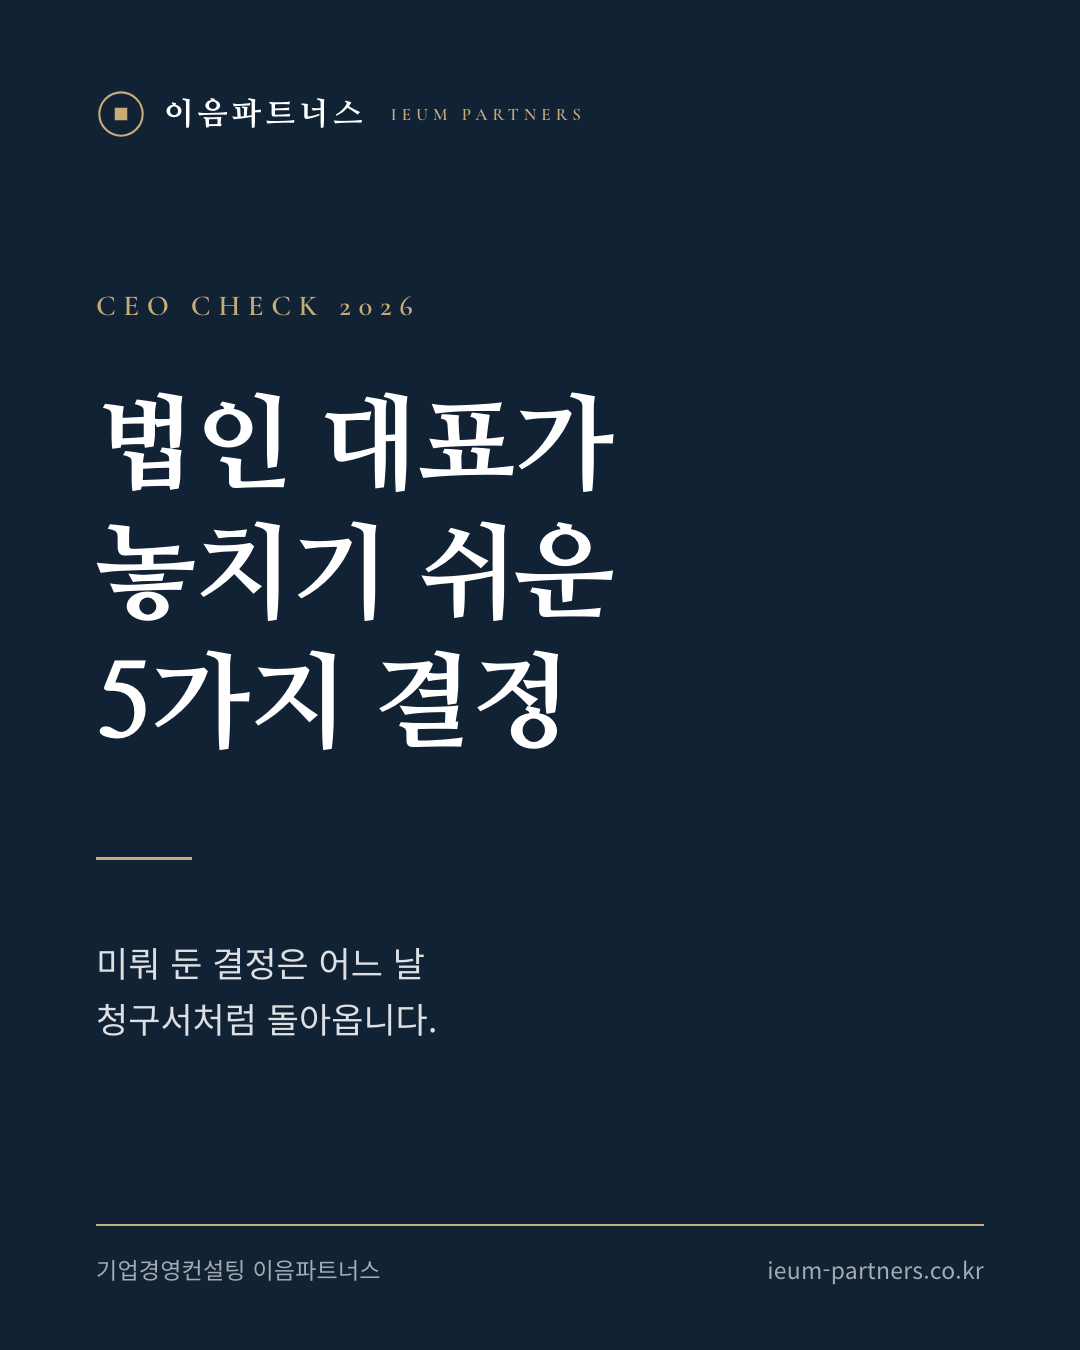 이음파트너스 IEUM PARTNERS
CEO CHECK 2026
법인 대표가
놓치기 쉬운
5가지 결정
미뤄 둔 결정은 어느 날
청구서처럼 돌아옵니다.
기업경영컨설팅 이음파트너스
ieum-partners.co.kr